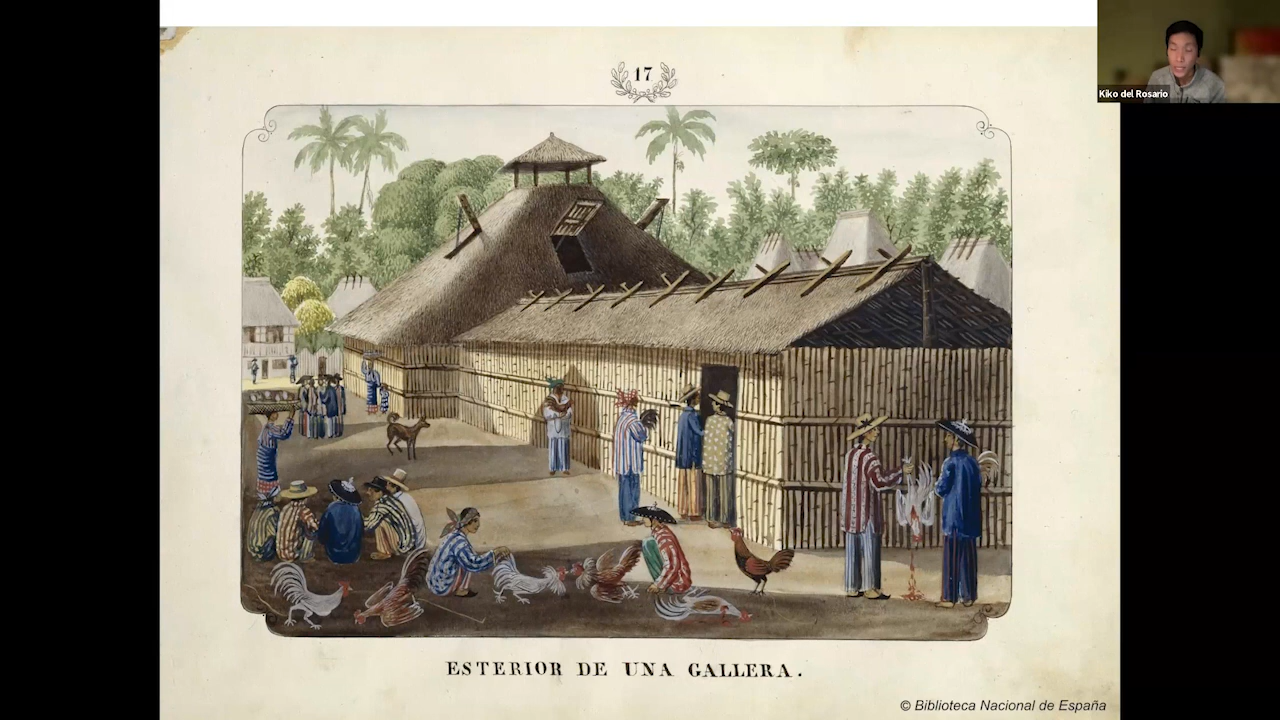 17
Kiko del Rosario
ESTERIOR DE UNA GALLERA.
© Biblioteca Nacional de España